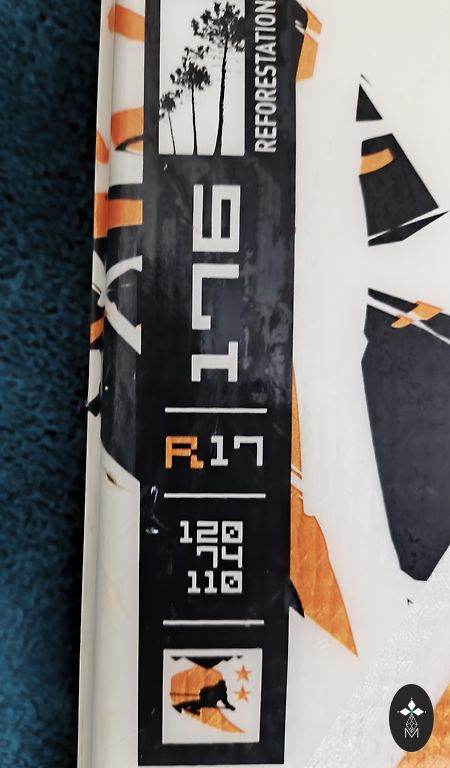 REFORESTATION
176
R17
120
74
110
M